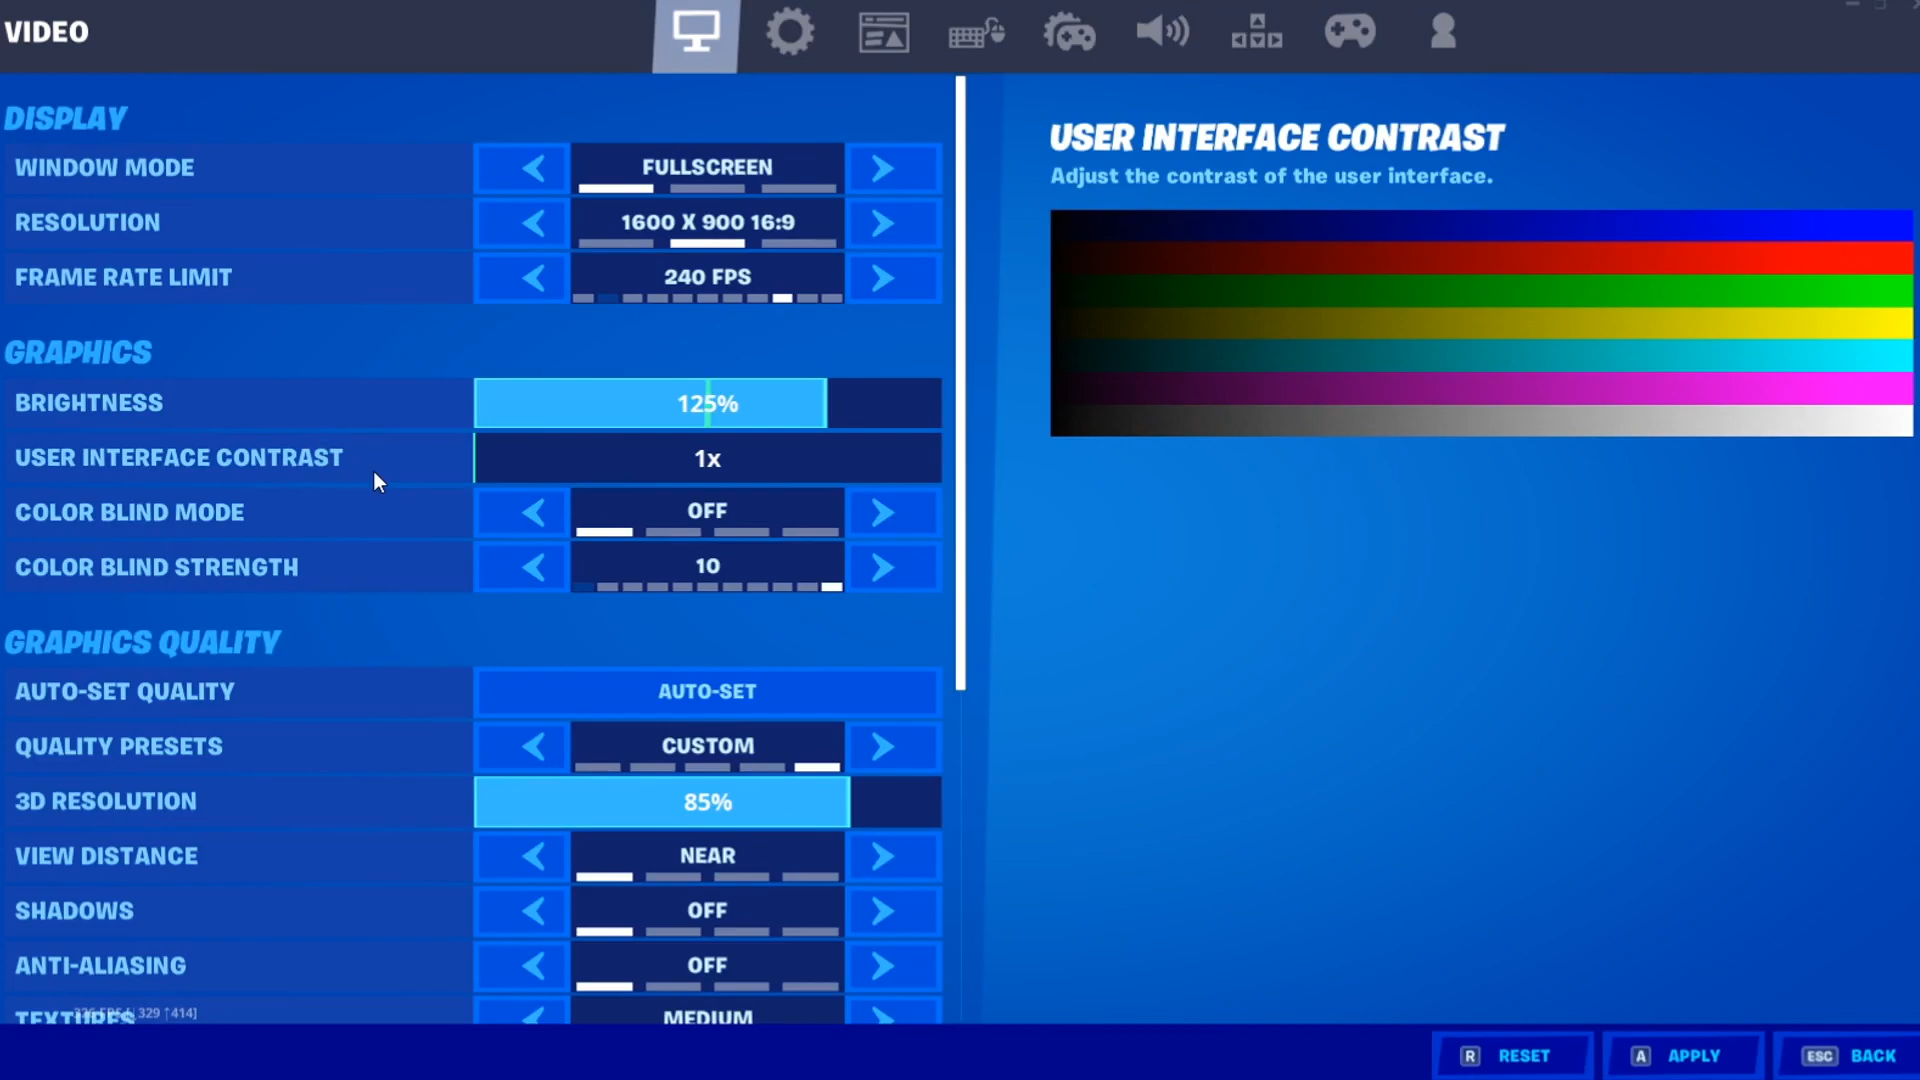 VIDEO
DISPLAY
WINDOW MODE
FULLSCREEN
RESOLUTION
1600 X 900 16:9
FRAME RATE LIMIT
240 FPS
GRAPHICS
BRIGHTNESS
125%
USER INTERFACE CONTRAST
1x
COLOR BLIND MODE
OFF
COLOR BLIND STRENGTH
10
GRAPHICS QUALITY
AUTO-SET QUALITY
AUTO-SET
QUALITY PRESETS
CUSTOM
3D RESOLUTION
85%
VIEW DISTANCE
NEAR
SHADOWS
OFF
ANTI-ALIASING
OFF
TEXTURES
MEDIUM
329 ↑414]
USER INTERFACE CONTRAST
Adjust the contrast of the user interface.
R RESET
A APPLY
ESC BACK